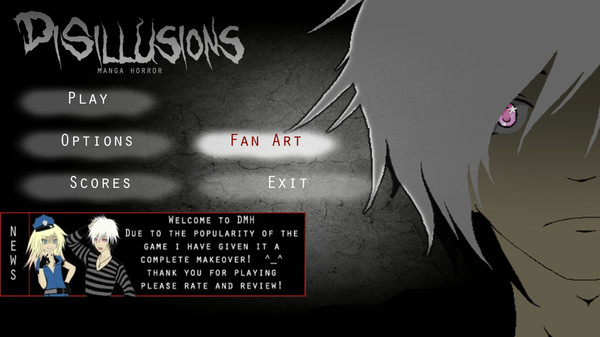 DISILLUSIONS
MANGA HORROR
PLAY
OPTIONS
FAN ART
SCORES
EXIT
NEWS
WELCOME TO DMH
DUE TO THE POPULARITY OF THE
GAME I HAVE GIVEN IT A
COMPLETE MAKEOVER! ^_^
THANK YOU FOR PLAYING
PLEASE RATE AND REVIEW!